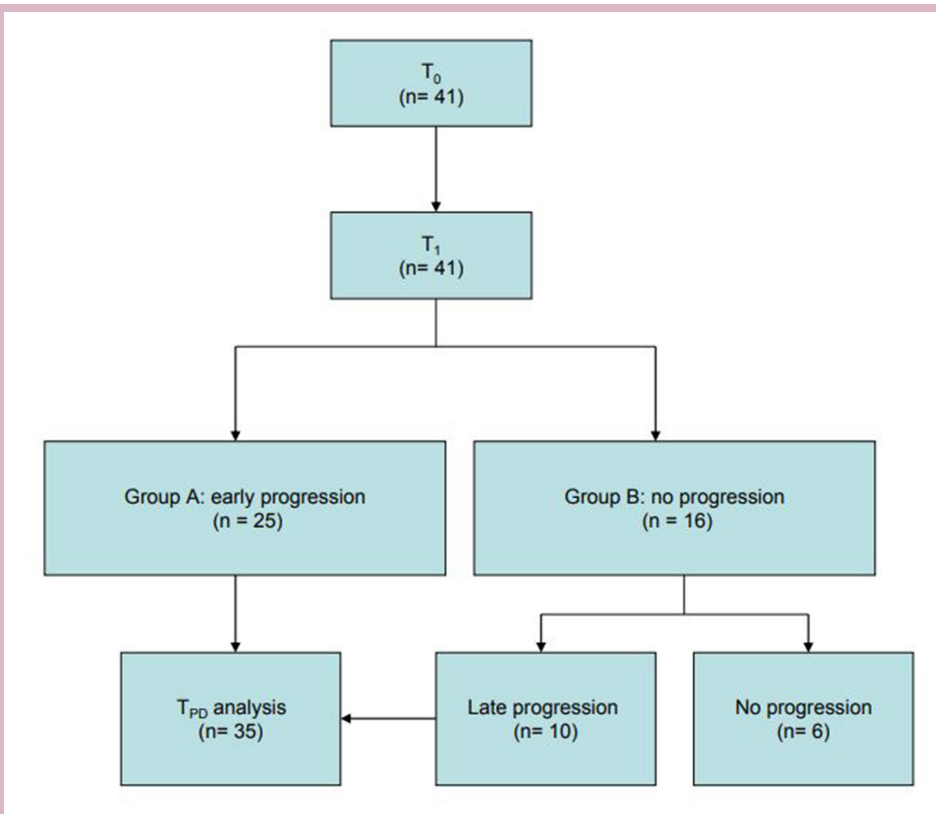 T₀
(n= 41)
T₁
(n= 41)
Group A: early progression
(n = 25)
Group B: no progression
(n = 16)
T_PD analysis
(n= 35)
Late progression
(n= 10)
No progression
(n= 6)